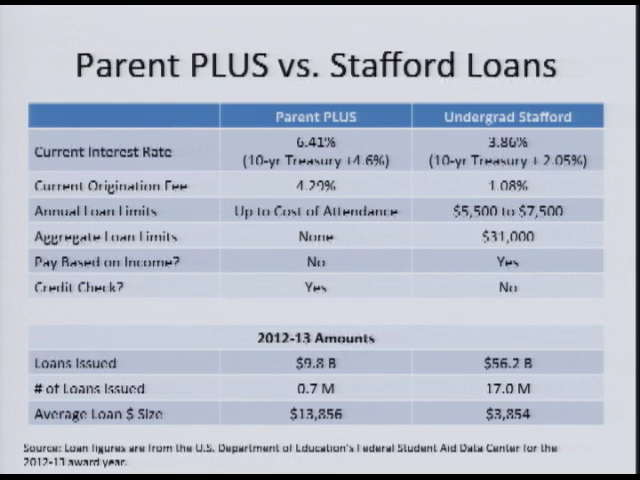 Parent PLUS vs. Stafford Loans
Parent PLUS Undergrad Stafford
Current Interest Rate 6.41% (10-yr Treasury +4.6%) 3.86% (10-yr Treasury + 2.05%)
Current Origination Fee 4.29% 1.08%
Annual Loan Limits Up to Cost of Attendance $5,500 to $7,500
Aggregate Loan Limits None $31,000
Pay Based on Income? No Yes
Credit Check? Yes No
2012-13 Amounts
Loans Issued $9.8 B $56.2 B
# of Loans Issued 0.7 M 17.0 M
Average Loan $ Size $13,856 $3,854
Source: Loan figures are from the U.S. Department of Education's Federal Student Aid Data Center for the
2012-13 award year.